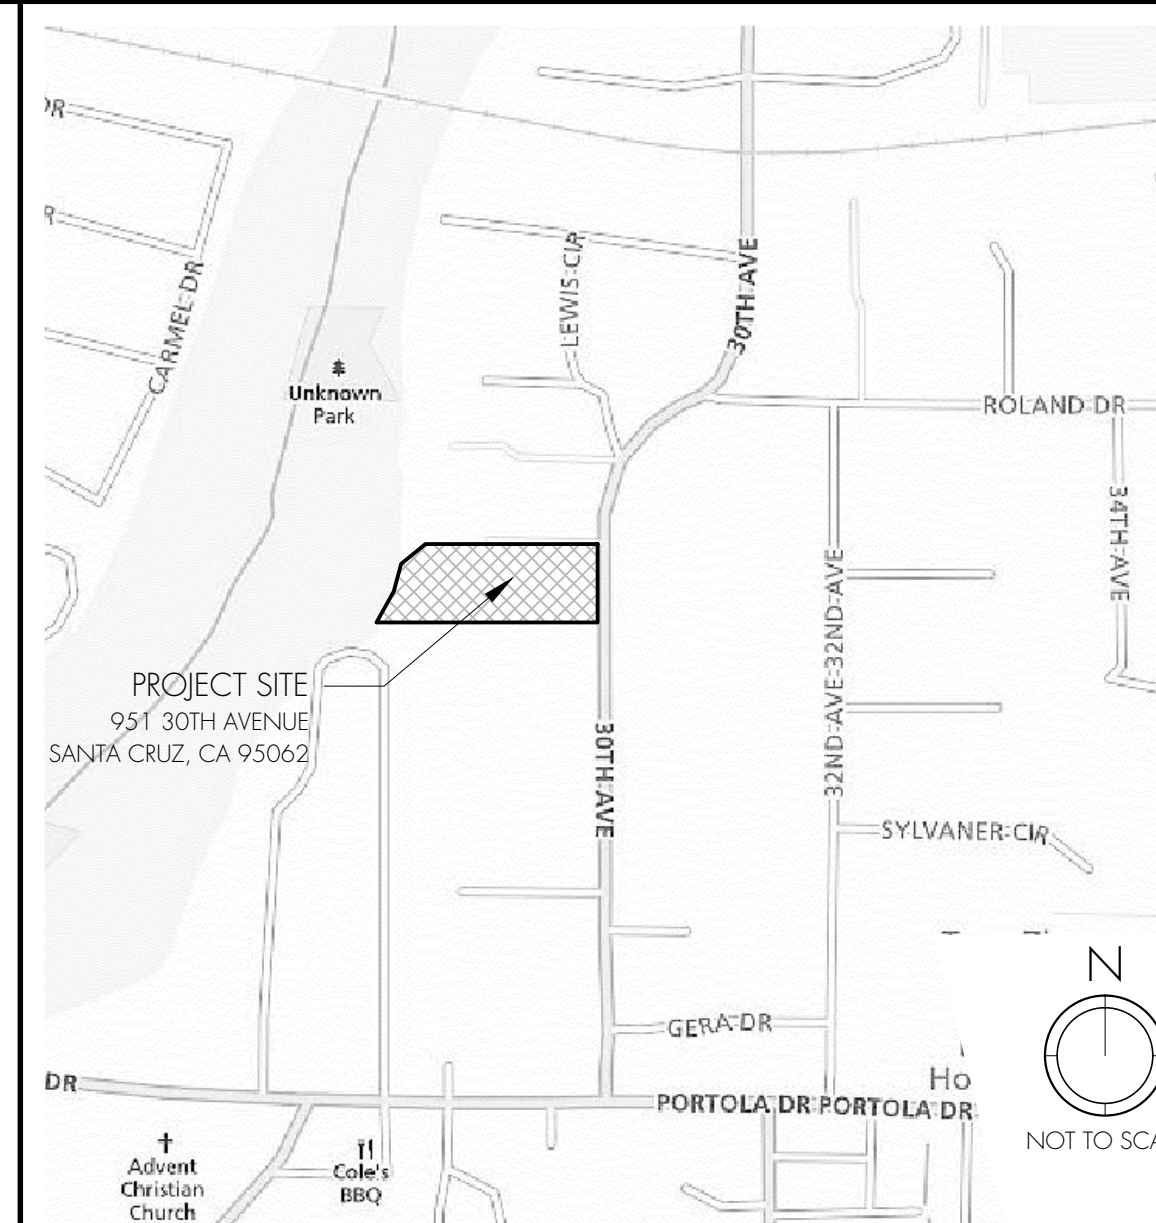 DR
R
CARMEL DR
LEWIS CIR
30TH AVE
Unknown
Park
ROLAND DR
34TH AVE
32ND AVE 32ND AVE
PROJECT SITE
951 30TH AVENUE
SANTA CRUZ, CA 95062
30TH AVE
SYLVANER CIR
N
GERA DR
Ho
DR
PORTOLA DR PORTOLA DR
NOT TO SCA
Advent
Christian
Church
Cole's
BBQ